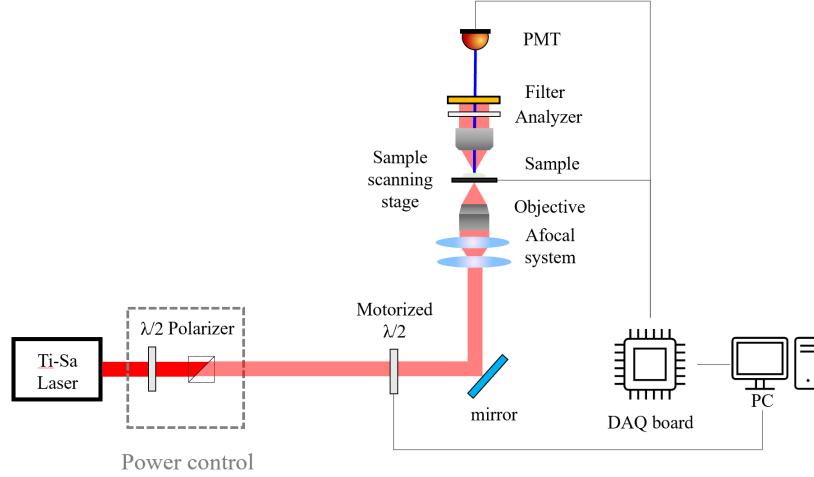 PMT
Filter
Analyzer
Sample
scanning
stage
Sample
Objective
Afocal
system
Motorized
λ/2
λ/2 Polarizer
Ti-Sa
Laser
mirror
DAQ board
PC
Power control